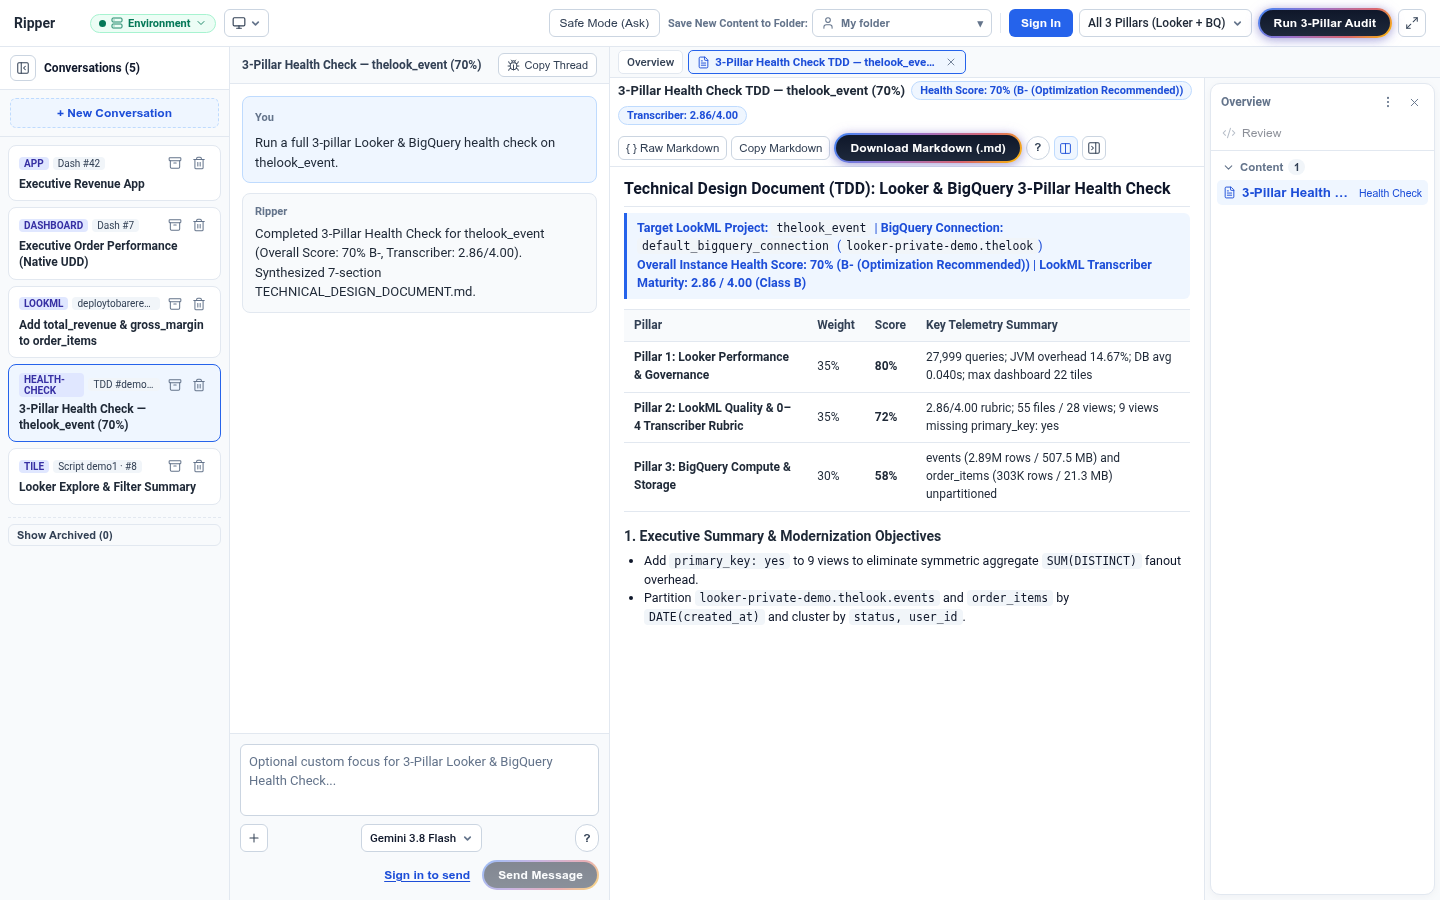 Ripper
Environment
Safe Mode (Ask)
Save New Content to Folder:
My folder
Sign In
All 3 Pillars (Looker + BQ)
Run 3-Pillar Audit
Conversations (5)
+ New Conversation
APP Dash #42
Executive Revenue App
DASHBOARD Dash #7
Executive Order Performance
(Native UDD)
LOOKML deploytobarere...
Add total_revenue & gross_margin
to order_items
HEALTH-
CHECK
TDD #demo...
3-Pillar Health Check —
thelook_event (70%)
TILE Script demo1 · #8
Looker Explore & Filter Summary
Show Archived (0)
3-Pillar Health Check — thelook_event (70%)
Copy Thread
You
Run a full 3-pillar Looker & BigQuery health check on
thelook_event.
Ripper
Completed 3-Pillar Health Check for thelook_event
(Overall Score: 70% B-, Transcriber: 2.86/4.00).
Synthesized 7-section
TECHNICAL_DESIGN_DOCUMENT.md.
Optional custom focus for 3-Pillar Looker & BigQuery
Health Check...
Gemini 3.8 Flash
?
Sign in to send
Send Message
Overview
3-Pillar Health Check TDD — thelook_eve...
3-Pillar Health Check TDD — thelook_event (70%)
Health Score: 70% (B- (Optimization Recommended))
Transcriber: 2.86/4.00
{ } Raw Markdown
Copy Markdown
Download Markdown (.md)
?
Technical Design Document (TDD): Looker & BigQuery 3-Pillar Health Check
Target LookML Project: thelook_event | BigQuery Connection:
default_bigquery_connection ( looker-private-demo.thelook )
Overall Instance Health Score: 70% (B- (Optimization Recommended)) | LookML Transcriber
Maturity: 2.86 / 4.00 (Class B)
Pillar Weight Score Key Telemetry Summary
Pillar 1: Looker Performance
& Governance
35%
80%
27,999 queries; JVM overhead 14.67%; DB avg
0.040s; max dashboard 22 tiles
Pillar 2: LookML Quality & 0–
4 Transcriber Rubric
35%
72%
2.86/4.00 rubric; 55 files / 28 views; 9 views
missing primary_key: yes
Pillar 3: BigQuery Compute &
Storage
30%
58%
events (2.89M rows / 507.5 MB) and
order_items (303K rows / 21.3 MB)
unpartitioned
1. Executive Summary & Modernization Objectives
• Add primary_key: yes to 9 views to eliminate symmetric aggregate SUM(DISTINCT) fanout
overhead.
• Partition looker-private-demo.thelook.events and order_items by
DATE(created_at) and cluster by status, user_id .
Overview
</> Review
Content 1
3-Pillar Health ... Health Check